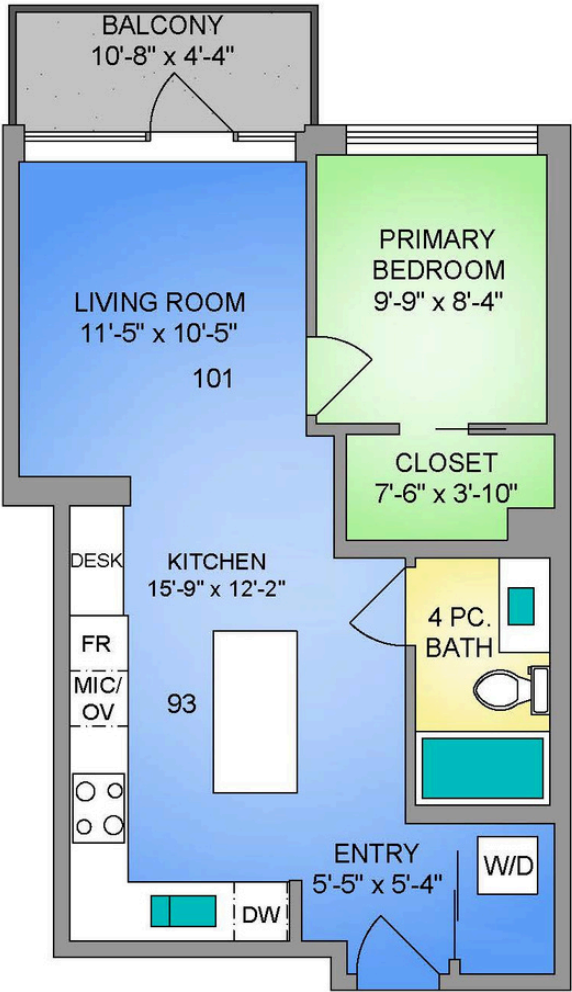 BALCONY
10'-8" x 4'-4"
PRIMARY
BEDROOM
9'-9" x 8'-4"
LIVING ROOM
11'-5" x 10'-5"
101
CLOSET
7'-6" x 3'-10"
DESK
KITCHEN
15'-9" x 12'-2"
4 PC.
BATH
FR
MIC/
OV
93
ENTRY
5'-5" x 5'-4"
W/D
DW